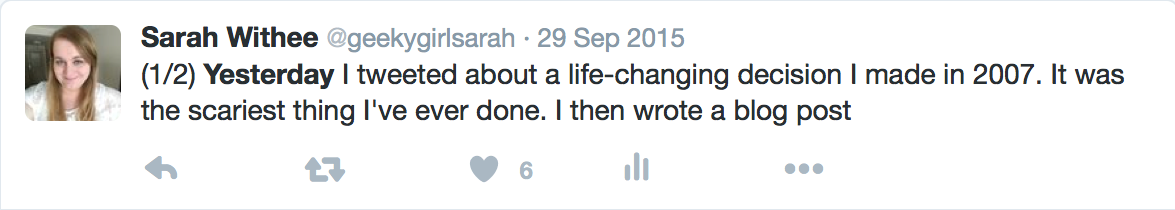 Sarah Withee @geekygirlsarah · 29 Sep 2015
(1/2) Yesterday I tweeted about a life-changing decision I made in 2007. It was
the scariest thing I've ever done. I then wrote a blog post
6